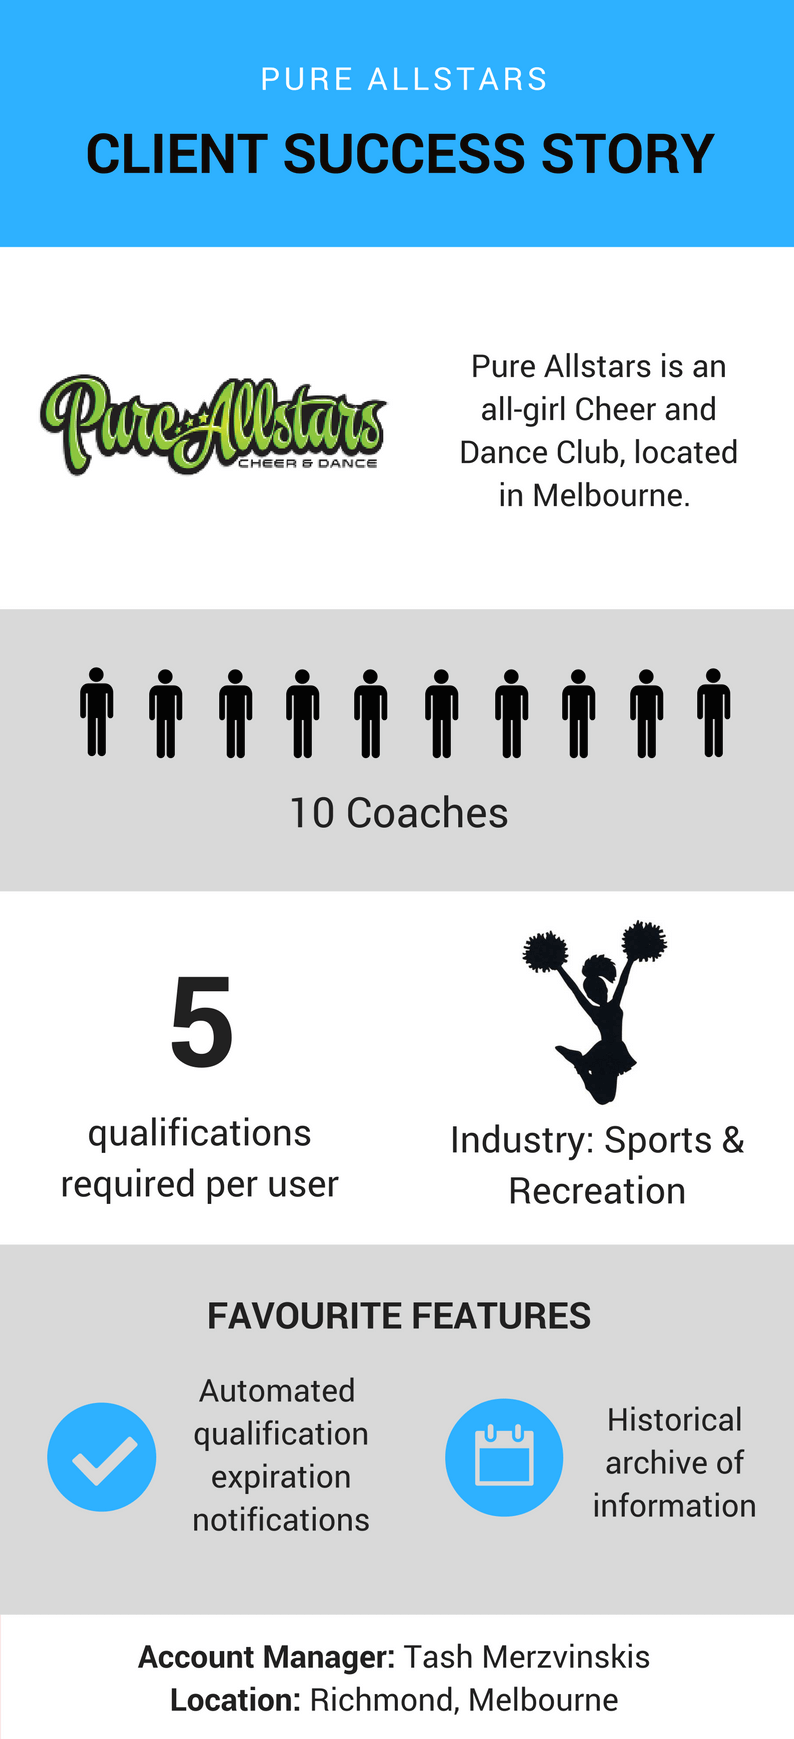 PURE ALLSTARS
CLIENT SUCCESS STORY
Pure Allstars
CHEER & DANCE
Pure Allstars is an
all-girl Cheer and
Dance Club, located
in Melbourne.
10 Coaches
5
qualifications
required per user
Industry: Sports &
Recreation
FAVOURITE FEATURES
Automated
qualification
expiration
notifications
Historical
archive of
information
Account Manager: Tash Merzvinskis
Location: Richmond, Melbourne